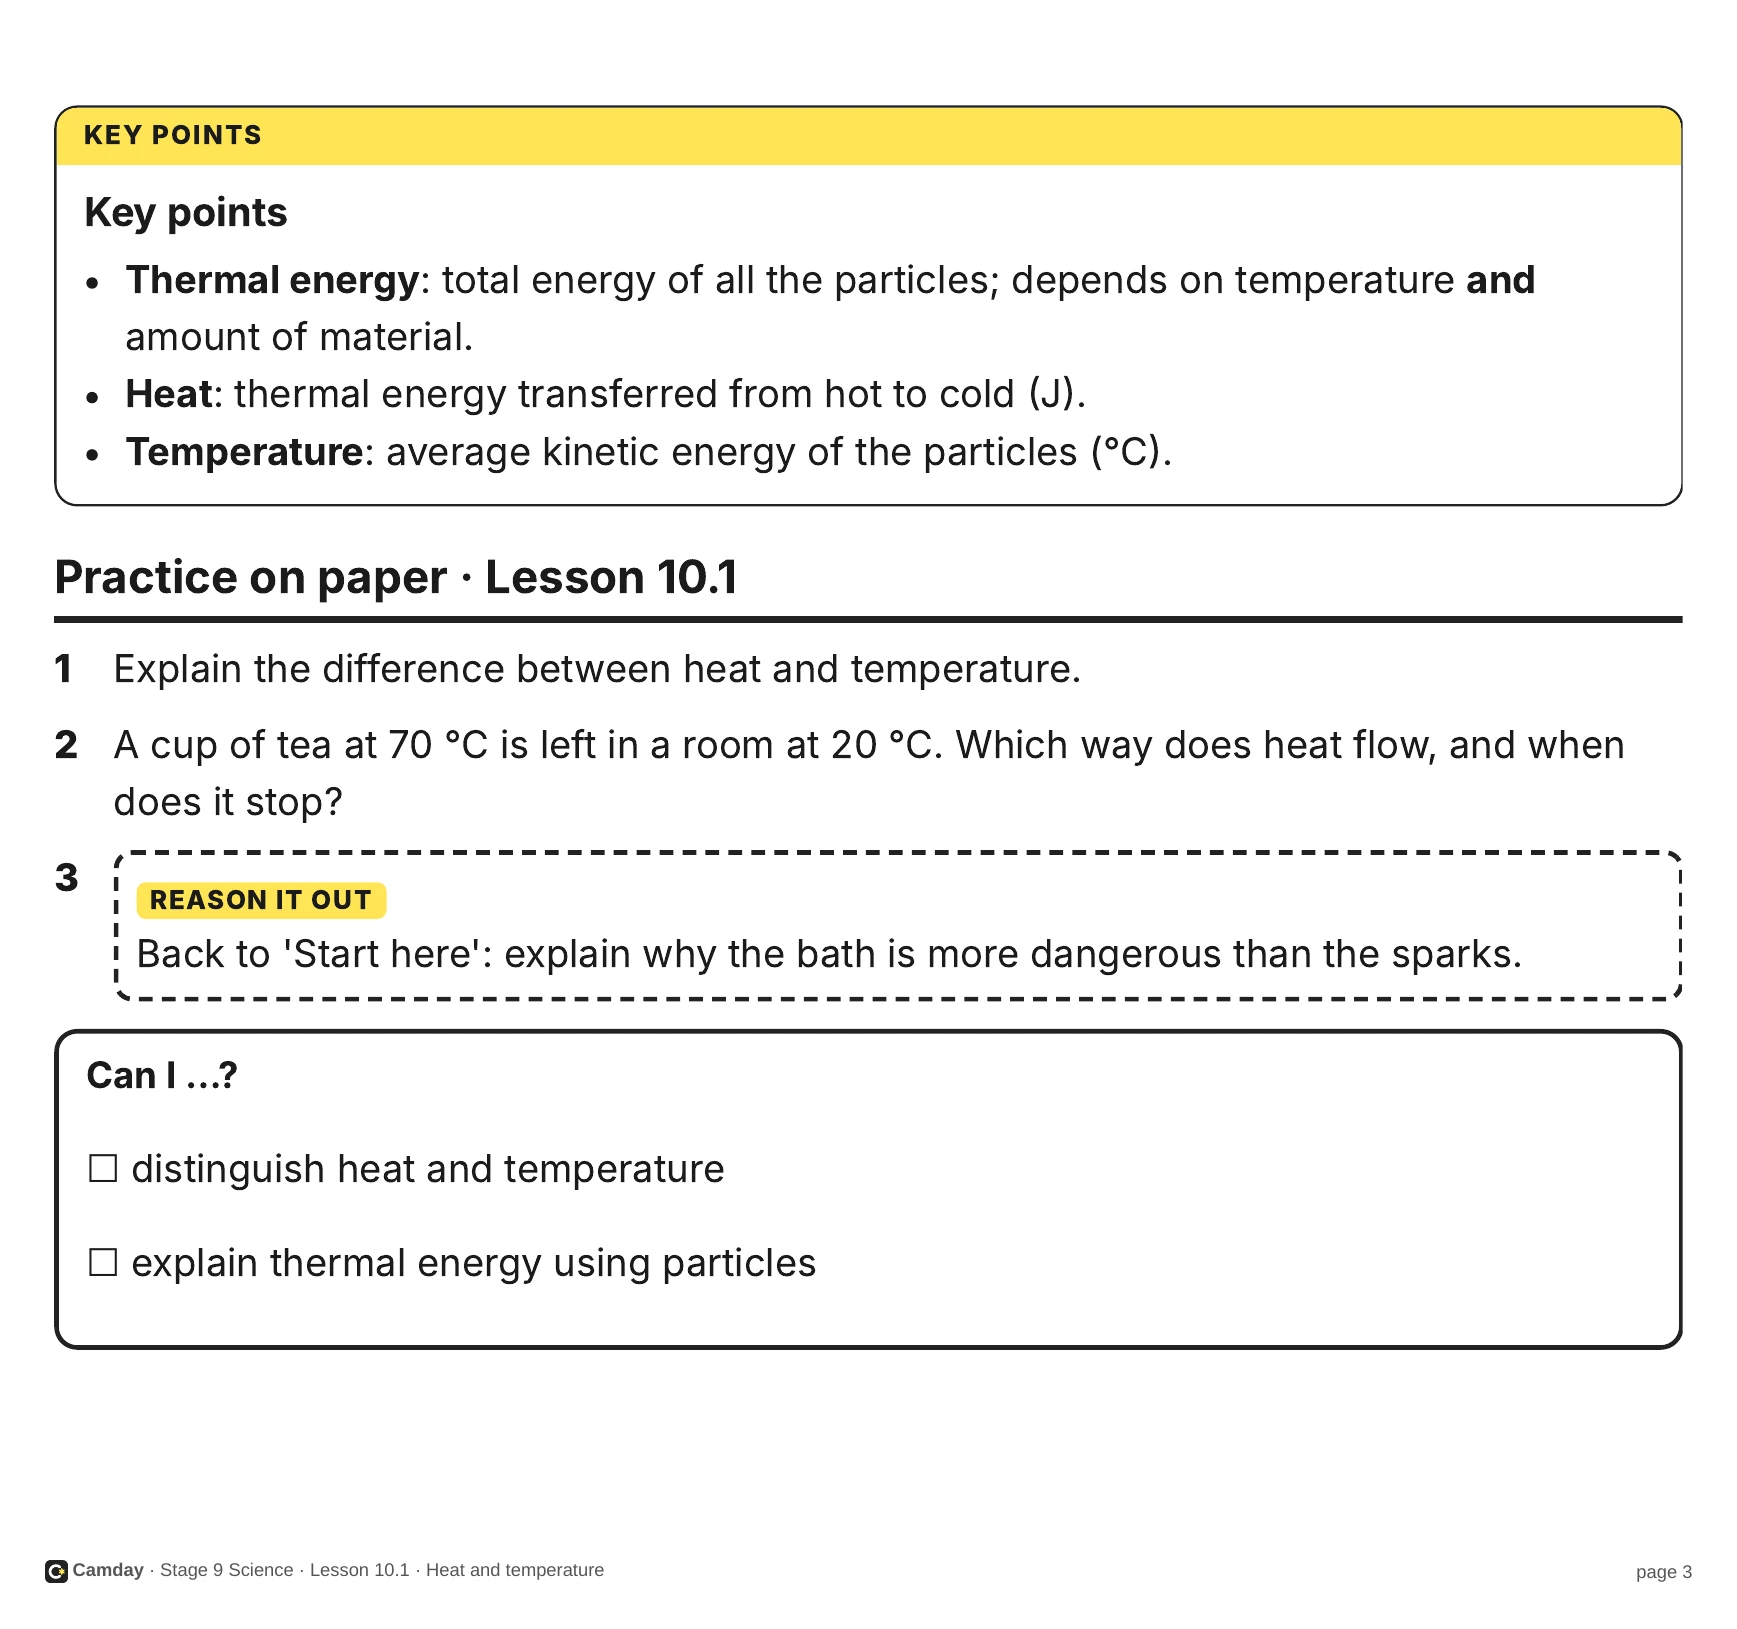 KEY POINTS
Key points
• Thermal energy: total energy of all the particles; depends on temperature and
amount of material.
• Heat: thermal energy transferred from hot to cold (J).
• Temperature: average kinetic energy of the particles (°C).
Practice on paper · Lesson 10.1
1 Explain the difference between heat and temperature.
2 A cup of tea at 70 °C is left in a room at 20 °C. Which way does heat flow, and when
does it stop?
3
REASON IT OUT
Back to 'Start here': explain why the bath is more dangerous than the sparks.
Can I …?
☐ distinguish heat and temperature
☐ explain thermal energy using particles
Camday · Stage 9 Science · Lesson 10.1 · Heat and temperature
page 3